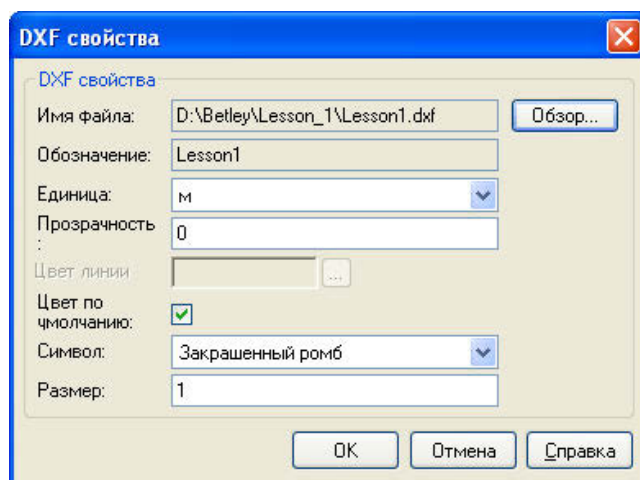 DXF свойства
DXF свойства
Имя файла: D:\Betley\Lesson_1\Lesson1.dxf Обзор...
Обозначение: Lesson1
Единица: м
Прозрачность
: 0
Цвет линии ...
Цвет по
умолчанию:
Символ: Закрашенный ромб
Размер: 1
OK Отмена Справка